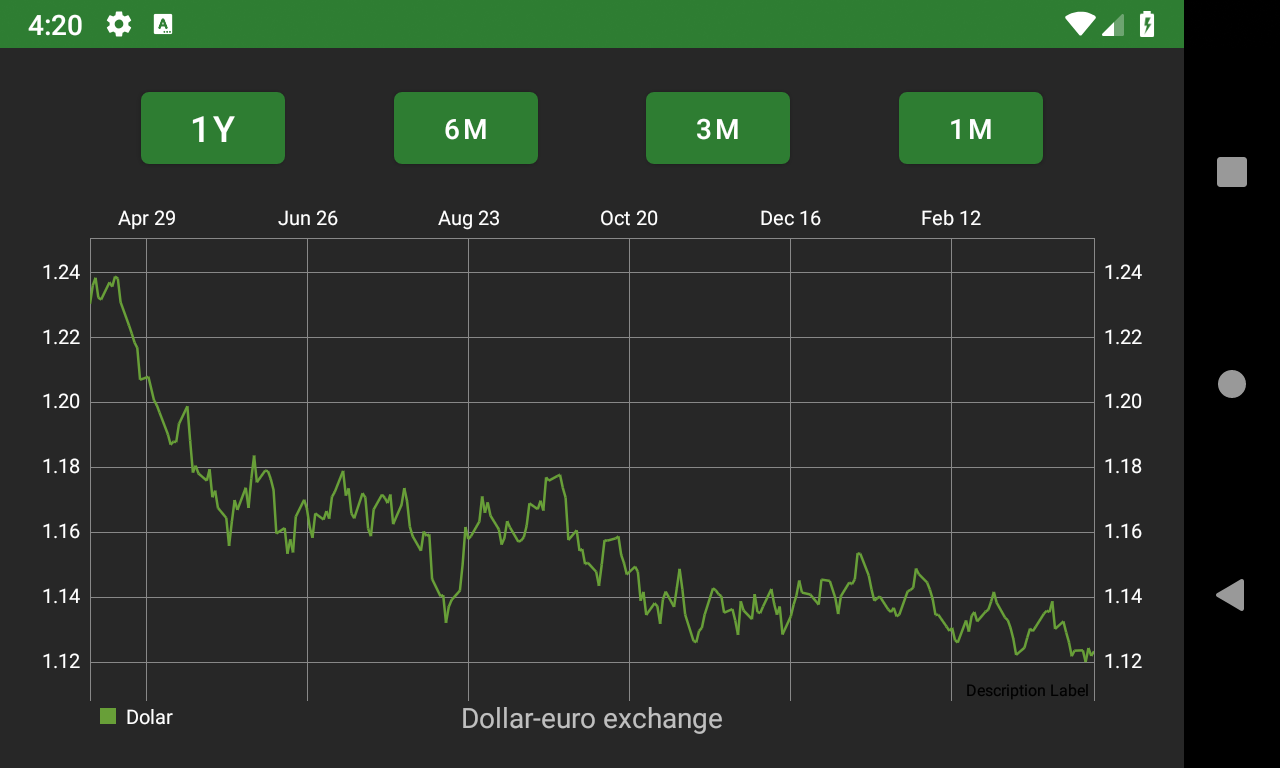 4:20
A
1Y 6M 3M 1M
Apr 29 Jun 26 Aug 23 Oct 20 Dec 16 Feb 12
1.24 1.24
1.22 1.22
1.20 1.20
1.18 1.18
1.16 1.16
1.14 1.14
1.12 1.12
Description Label
Dolar
Dollar-euro exchange